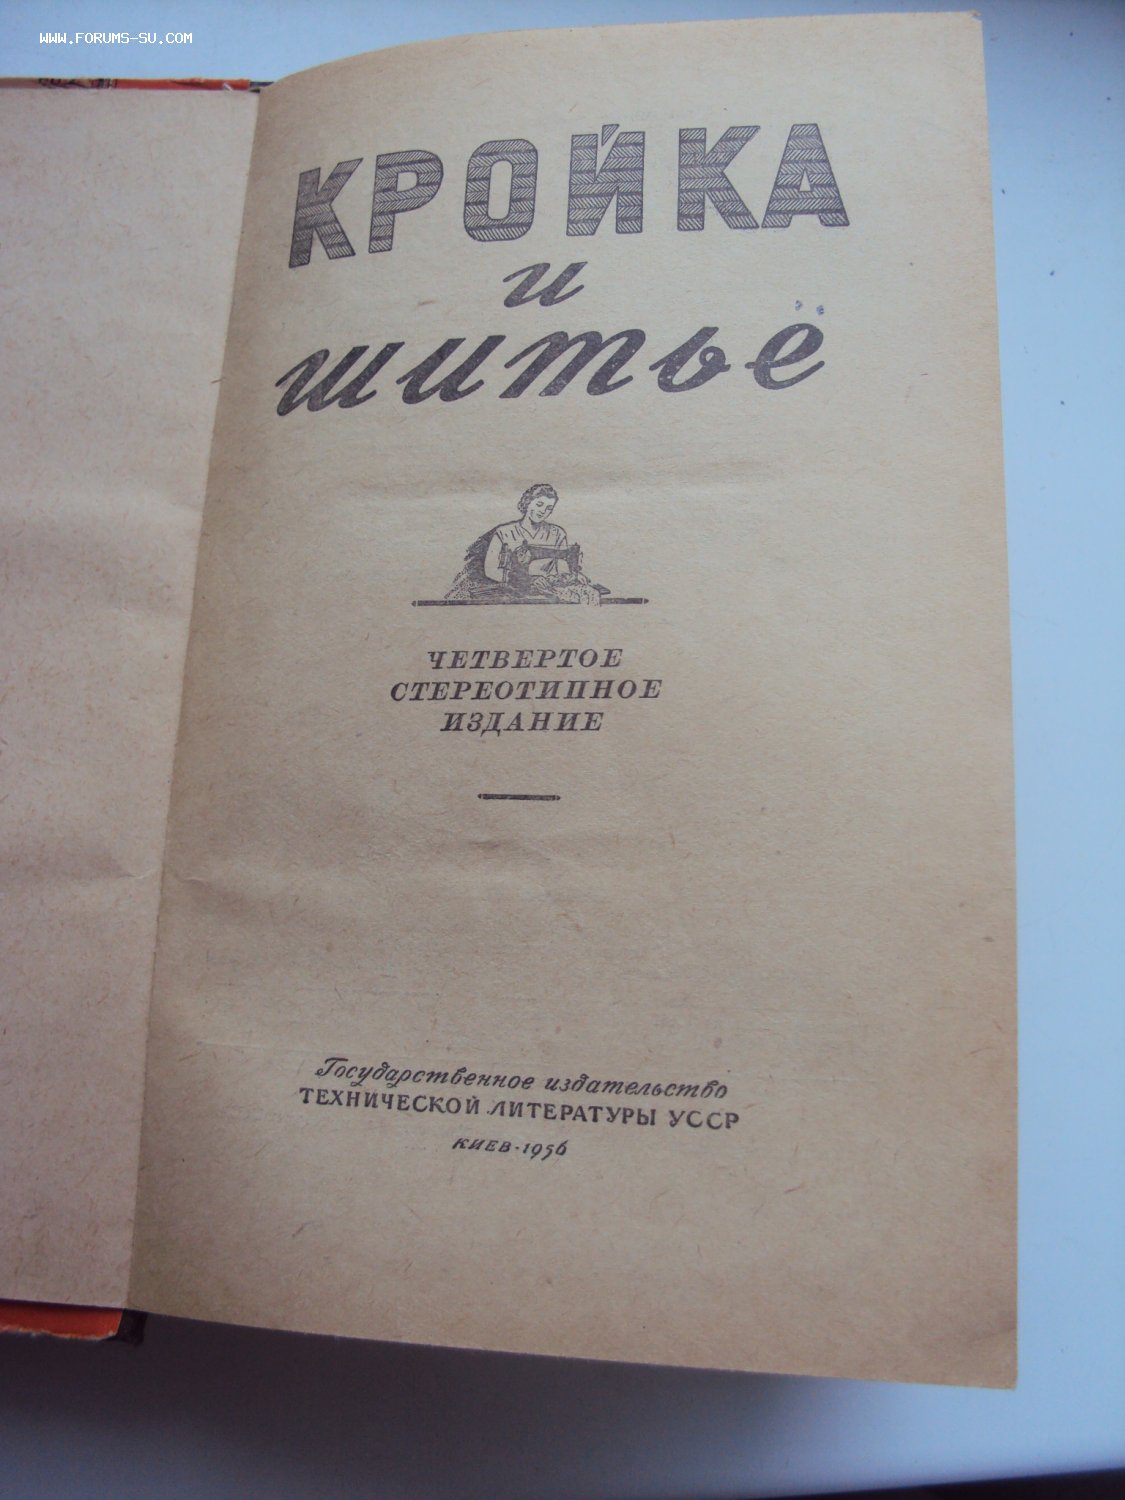 WWW.FORUMS-SU.COM
КРОЙКА
и
шитьё
ЧЕТВЕРТОЕ
СТЕРЕОТИПНОЕ
ИЗДАНИЕ
Государственное издательство
ТЕХНИЧЕСКОЙ ЛИТЕРАТУРЫ УССР
КИЕВ·1956